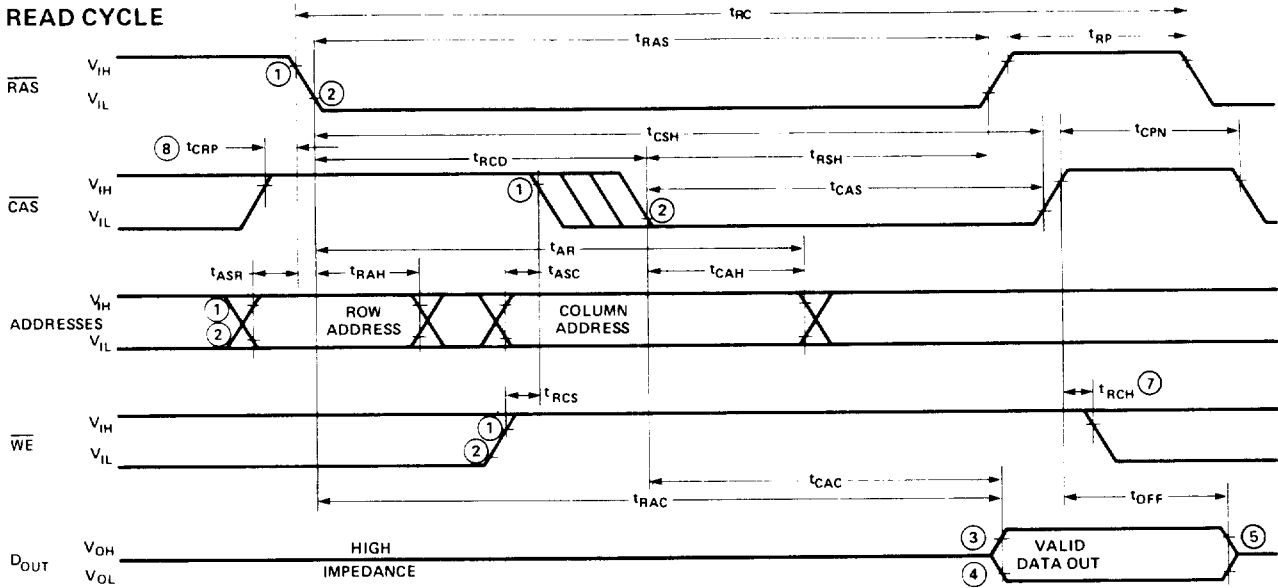 READ CYCLE
tRC
tRAS
tRP
RAS
VIH
VIL
1
2
tCSH
tCPN
8 tCRP
tRCD
tRSH
CAS
VIH
VIL
1
2
tCAS
tAR
tASR
tRAH
tASC
tCAH
ADDRESSES
VIH
VIL
1
2
ROW
ADDRESS
COLUMN
ADDRESS
tRCS
tRCH 7
WE
VIH
VIL
1
2
tCAC
tRAC
tOFF
DOUT
VOH
VOL
HIGH
IMPEDANCE
3
4
VALID
DATA OUT
5